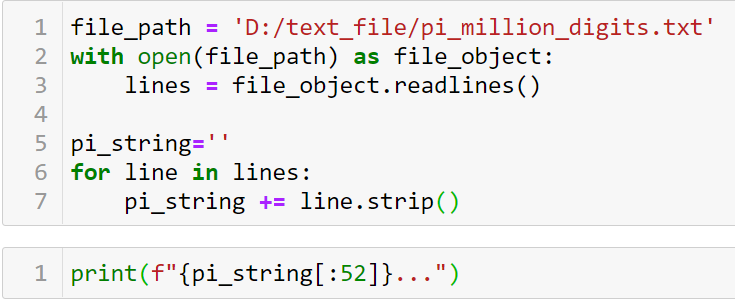 1 file_path = 'D:/text_file/pi_million_digits.txt'
2 with open(file_path) as file_object:
3     lines = file_object.readlines()
4
5 pi_string=''
6 for line in lines:
7     pi_string += line.strip()
1 print(f"{pi_string[:52]}...")